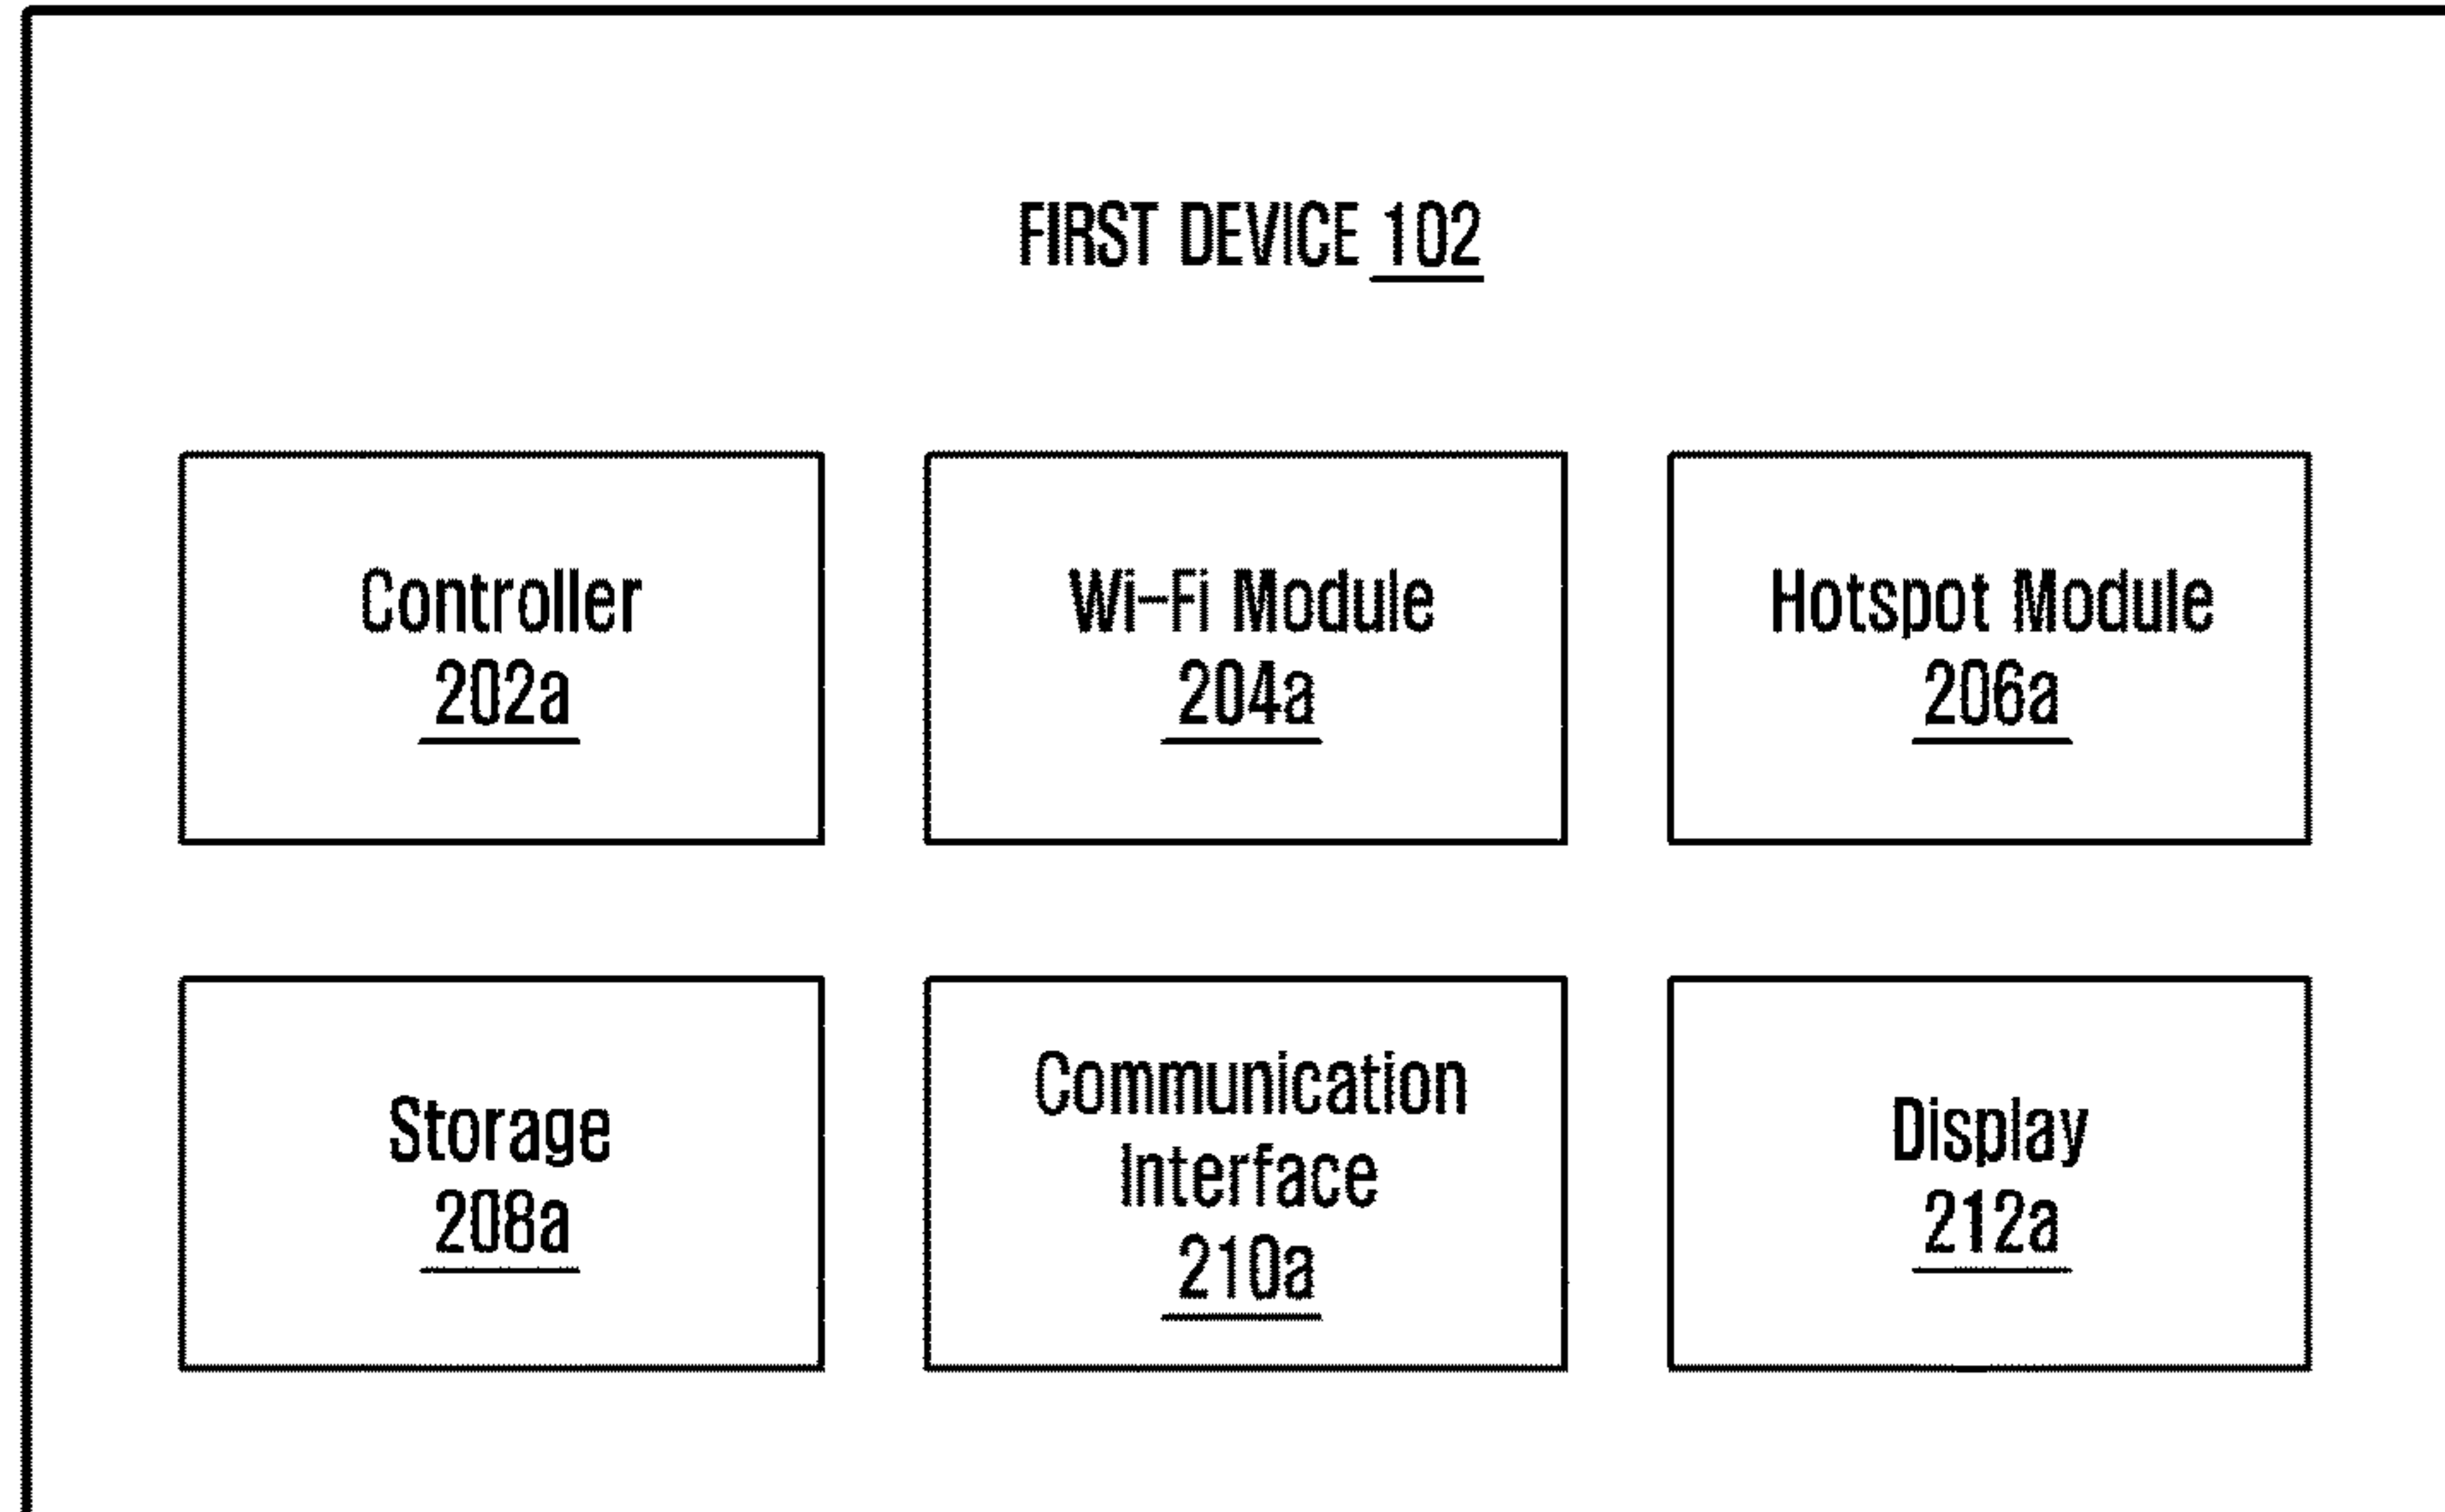 FIRST DEVICE 102
Controller
202a
Wi-Fi Module
204a
Hotspot Module
206a
Storage
208a
Communication
Interface
210a
Display
212a